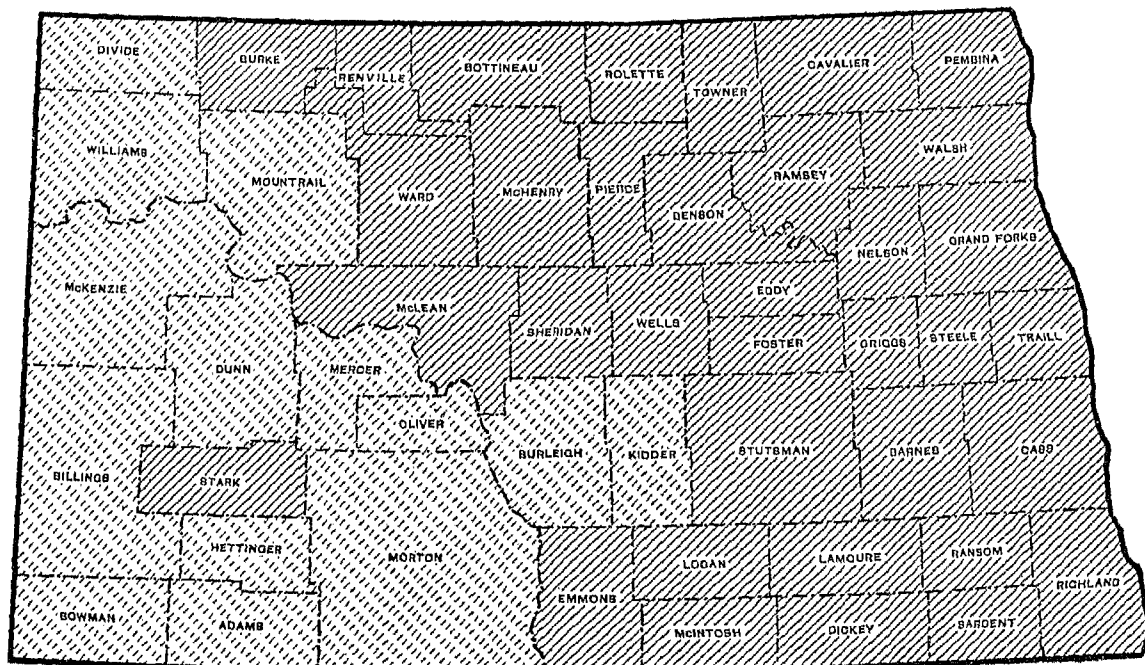 DIVIDE
BURKE
RENVILLE
BOTTINEAU
ROLETTE
TOWNER
CAVALIER
PEMBINA
WILLIAMS
MOUNTRAIL
WARD
McHENRY
PIERCE
BENSON
RAMSEY
WALSH
NELSON
GRAND FORKS
McKENZIE
DUNN
MERCER
OLIVER
McLEAN
SHERIDAN
WELLS
EDDY
FOSTER
GRIGGS
STEELE
TRAILL
BILLINGS
STARK
BURLEIGH
KIDDER
STUTSMAN
BARNES
CASS
HETTINGER
MORTON
BOWMAN
ADAMS
EMMONS
LOGAN
LAMOURE
RANSOM
RICHLAND
McINTOSH
DICKEY
SARGENT